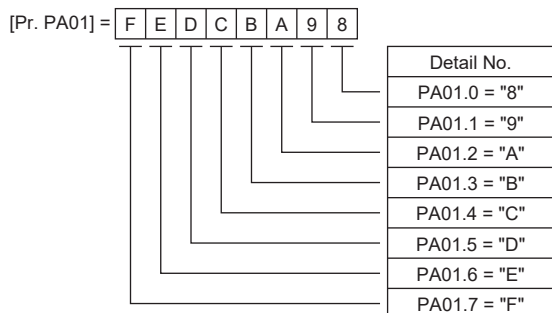 [Pr. PA01] = F E D C B A 9 8
Detail No.
PA01.0 = "8"
PA01.1 = "9"
PA01.2 = "A"
PA01.3 = "B"
PA01.4 = "C"
PA01.5 = "D"
PA01.6 = "E"
PA01.7 = "F"